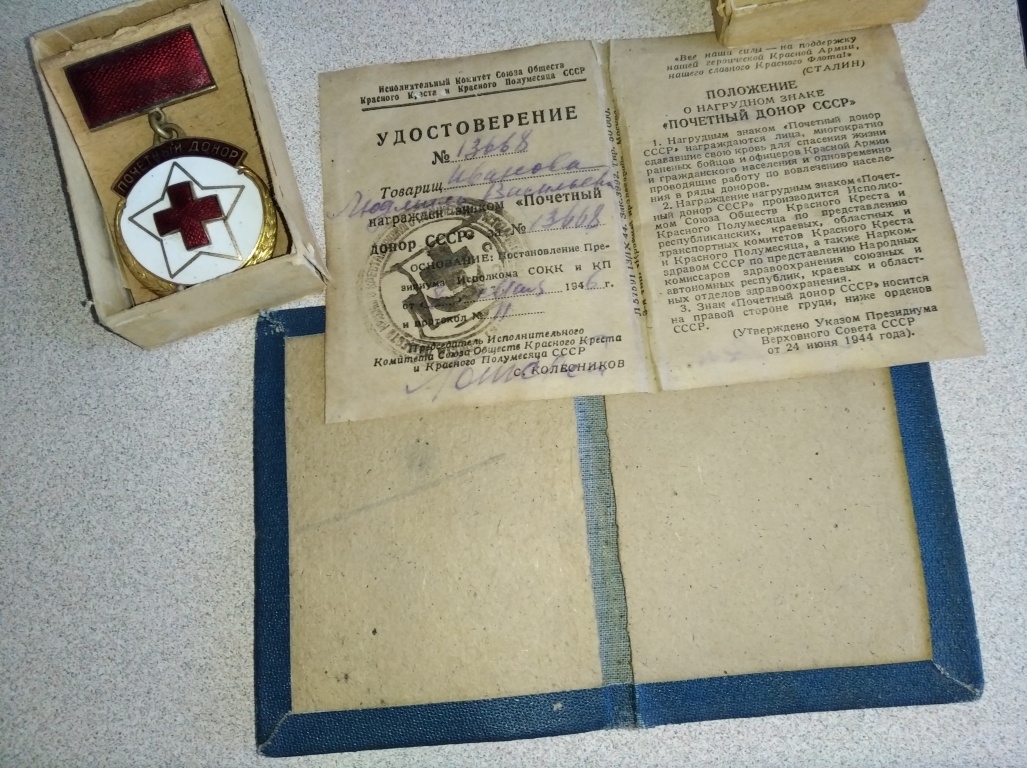 ПОЧЕТНЫЙ ДОНОР
Исполнительный Комитет Союза Обществ
Красного Креста и Красного Полумесяца СССР
УДОСТОВЕРЕНИЕ
№ 13668
Товарищ Иванова
Людмила Васильевна
награжден знаком «Почетный
донор СССР» за № 13668
ОСНОВАНИЕ: Постановление Пре-
зидиума Исполкома СОКК и КП
1946 г.
и протокол № 11
Председатель Исполнительного
Комитета Союза Обществ Красного Креста
и Красного Полумесяца СССР
С. КОЛЕСНИКОВ
«Все наши силы — на поддержку
нашей героической Красной Армии,
нашего славного Красного Флота!»
(СТАЛИН)
ПОЛОЖЕНИЕ
О НАГРУДНОМ ЗНАКЕ
«ПОЧЕТНЫЙ ДОНОР СССР»
1. Нагрудным знаком «Почетный донор
СССР» награждаются лица, многократно
сдававшие свою кровь для спасения жизни
раненых бойцов и офицеров Красной Армии
и гражданского населения и одновременно
проводящие работу по вовлечению населе-
ния в ряды доноров.
2. Награждение нагрудным знаком «Почет-
ный донор СССР» производится Исполко-
мом Союза Обществ Красного Креста и
Красного Полумесяца по представлению
республиканских, краевых, областных и
транспортных комитетов Красного Креста
и Красного Полумесяца, а также Нарком-
здравом СССР по представлению Народных
комиссаров здравоохранения союзных и
автономных республик, краевых и област-
ных отделов здравоохранения.
3. Знак «Почетный донор СССР» носится
на правой стороне груди, ниже орденов
СССР.
(Утверждено Указом Президиума
Верховного Совета СССР
от 24 июня 1944 года).